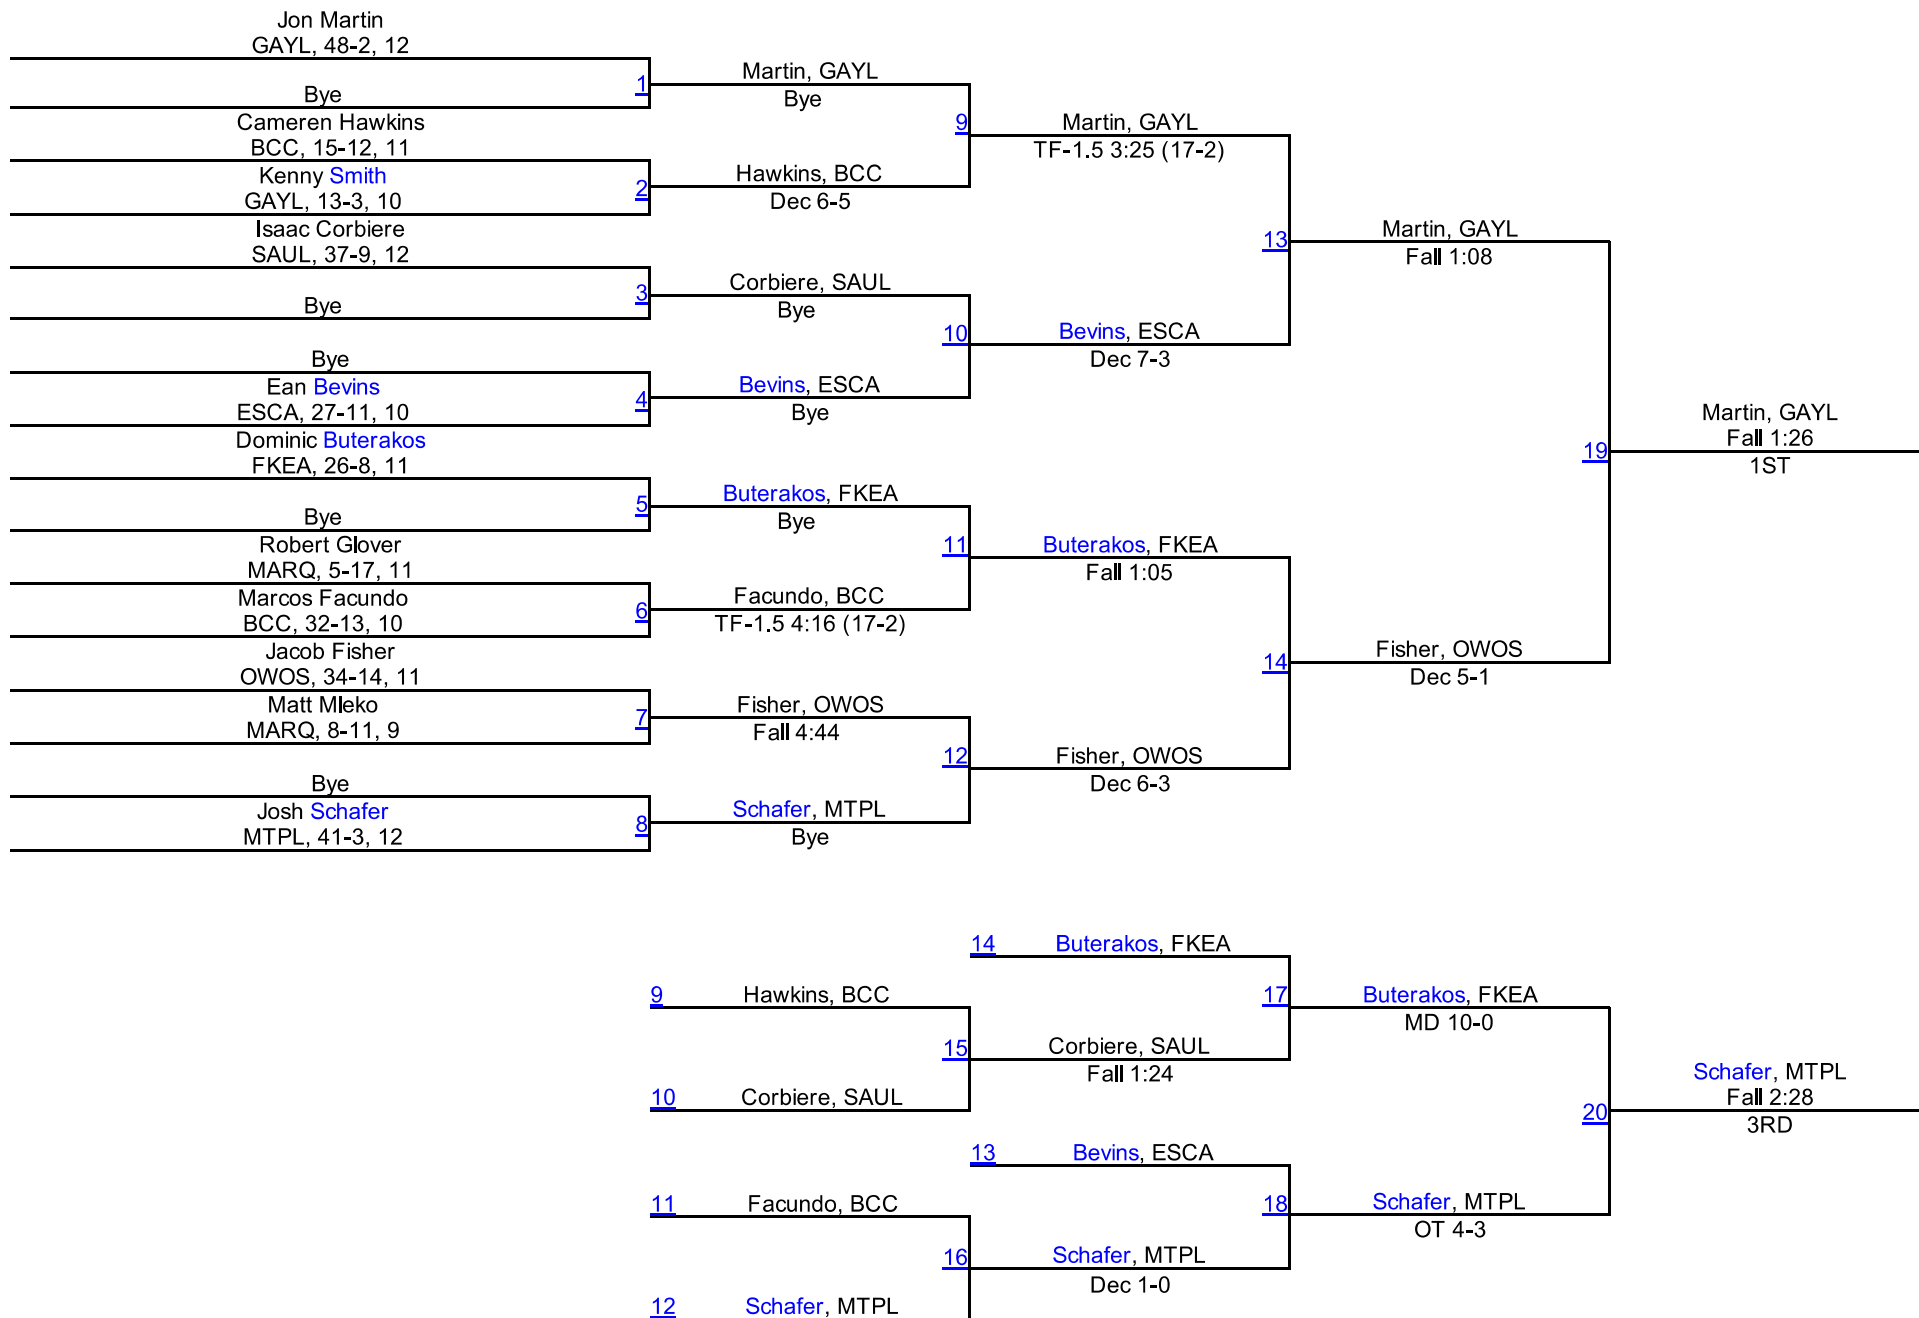 Jon Martin
GAYL, 48-2, 12
Bye
1
Cameren Hawkins
BCC, 15-12, 11
Kenny Smith
GAYL, 13-3, 10
2
Isaac Corbiere
SAUL, 37-9, 12
Bye
3
Bye
Ean Bevins
ESCA, 27-11, 10
4
Dominic Buterakos
FKEA, 26-8, 11
Bye
5
Robert Glover
MARQ, 5-17, 11
Marcos Facundo
BCC, 32-13, 10
6
Jacob Fisher
OWOS, 34-14, 11
Matt Mleko
MARQ, 8-11, 9
7
Bye
Josh Schafer
MTPL, 41-3, 12
8
Martin, GAYL
Bye
9
Hawkins, BCC
Dec 6-5
Corbiere, SAUL
Bye
10
Bevins, ESCA
Bye
Buterakos, FKEA
Bye
11
Facundo, BCC
TF-1.5 4:16 (17-2)
Fisher, OWOS
Fall 4:44
12
Schafer, MTPL
Bye
Martin, GAYL
TF-1.5 3:25 (17-2)
13
Bevins, ESCA
Dec 7-3
Buterakos, FKEA
Fall 1:05
14
Fisher, OWOS
Dec 6-3
Martin, GAYL
Fall 1:08
19
Fisher, OWOS
Dec 5-1
Martin, GAYL
Fall 1:26
1ST
14 Buterakos, FKEA
9 Hawkins, BCC
17
15
Corbiere, SAUL
Fall 1:24
10 Corbiere, SAUL
Buterakos, FKEA
MD 10-0
13 Bevins, ESCA
11 Facundo, BCC
18
16
Schafer, MTPL
Dec 1-0
12 Schafer, MTPL
Schafer, MTPL
OT 4-3
20
Schafer, MTPL
Fall 2:28
3RD